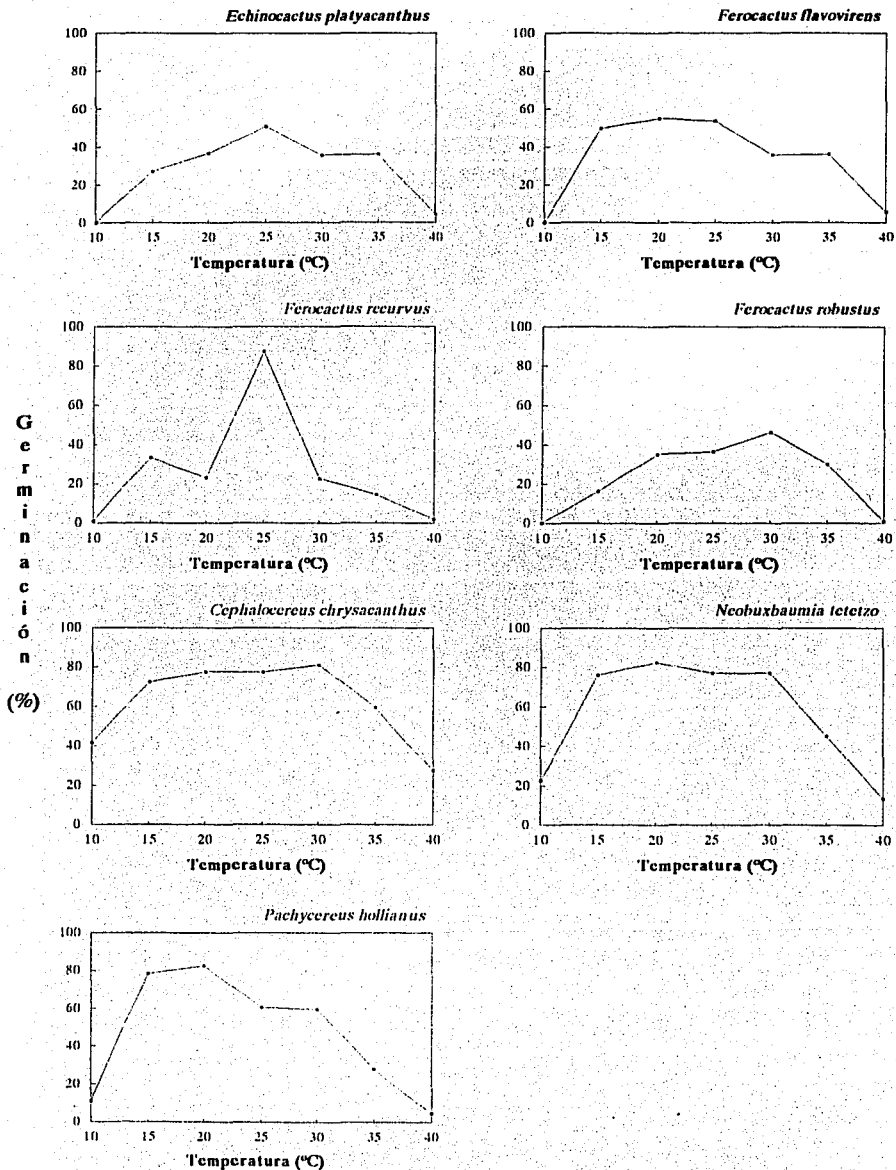 Echinocactus platyacanthus
100
80
60
40
20
0
10 15 20 25 30 35 40
Temperatura (ºC)
Ferocactus flavovirens
100
80
60
40
20
0
10 15 20 25 30 35 40
Temperatura (ºC)
Ferocactus recurvus
100
80
60
40
20
0
10 15 20 25 30 35 40
Temperatura (ºC)
Ferocactus robustus
100
80
60
40
20
0
10 15 20 25 30 35 40
Temperatura (ºC)
Germinación (%)
Cephalocereus chrysacanthus
100
80
60
40
20
0
10 15 20 25 30 35 40
Temperatura (ºC)
Neobuxbaumia tetetzo
100
80
60
40
20
0
10 15 20 25 30 35 40
Temperatura (ºC)
Pachycereus hollianus
100
80
60
40
20
0
10 15 20 25 30 35 40
Temperatura (ºC)